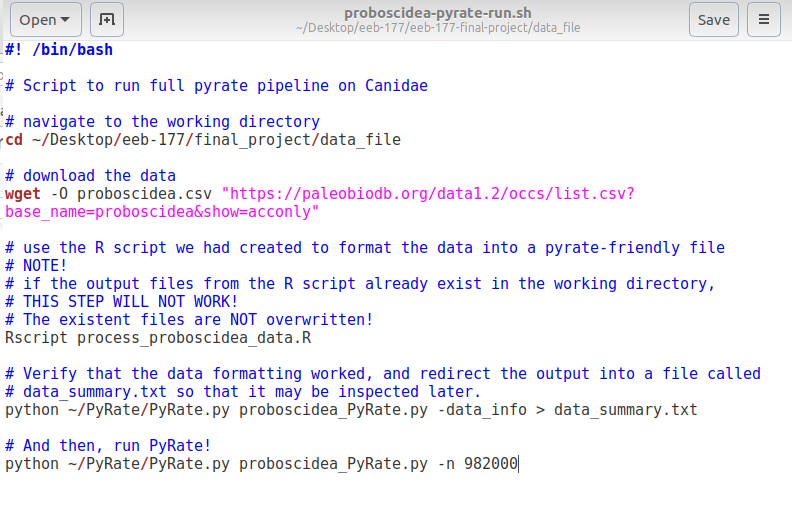 Open
proboscidea-pyrate-run.sh
~/Desktop/eeb-177/eeb-177-final-project/data_file
Save
#! /bin/bash
# Script to run full pyrate pipeline on Canidae
# navigate to the working directory
cd ~/Desktop/eeb-177/final_project/data_file
# download the data
wget -O proboscidea.csv "https://paleobiodb.org/data1.2/occs/list.csv?
base_name=proboscidea&show=acconly"
# use the R script we had created to format the data into a pyrate-friendly file
# NOTE!
# if the output files from the R script already exist in the working directory,
# THIS STEP WILL NOT WORK!
# The existent files are NOT overwritten!
Rscript process_proboscidea_data.R
# Verify that the data formatting worked, and redirect the output into a file called
# data_summary.txt so that it may be inspected later.
python ~/PyRate/PyRate.py proboscidea_PyRate.py -data_info > data_summary.txt
# And then, run PyRate!
python ~/PyRate/PyRate.py proboscidea_PyRate.py -n 982000